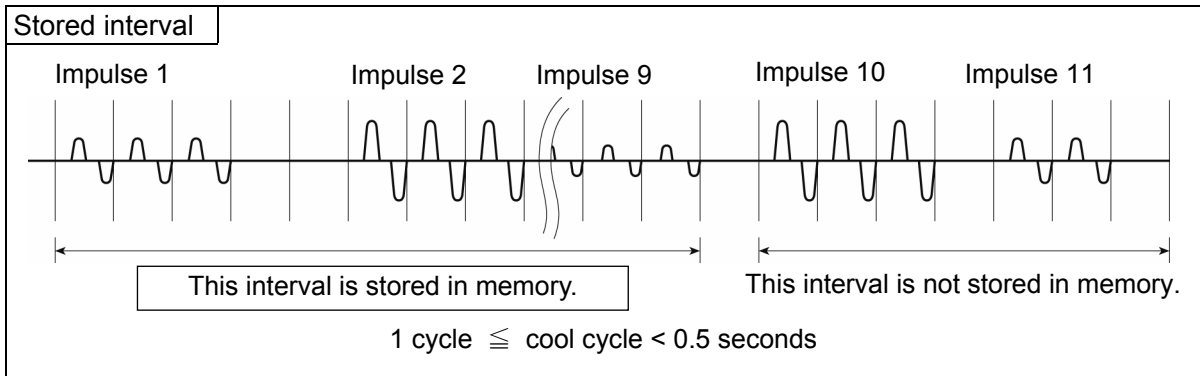 Stored interval
Impulse 1
Impulse 2
Impulse 9
Impulse 10
Impulse 11
This interval is stored in memory.
This interval is not stored in memory.
1 cycle ≦ cool cycle < 0.5 seconds